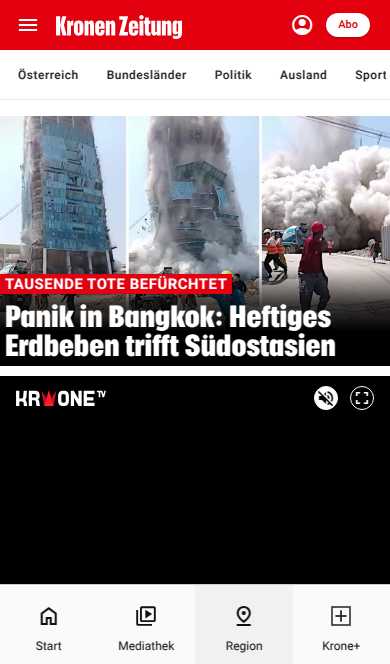 Kronen Zeitung
Abo
Österreich Bundesländer Politik Ausland Sport
TAUSENDE TOTE BEFÜRCHTET
Panik in Bangkok: Heftiges
Erdbeben trifft Südostasien
KRONE TV
Start Mediathek Region Krone+